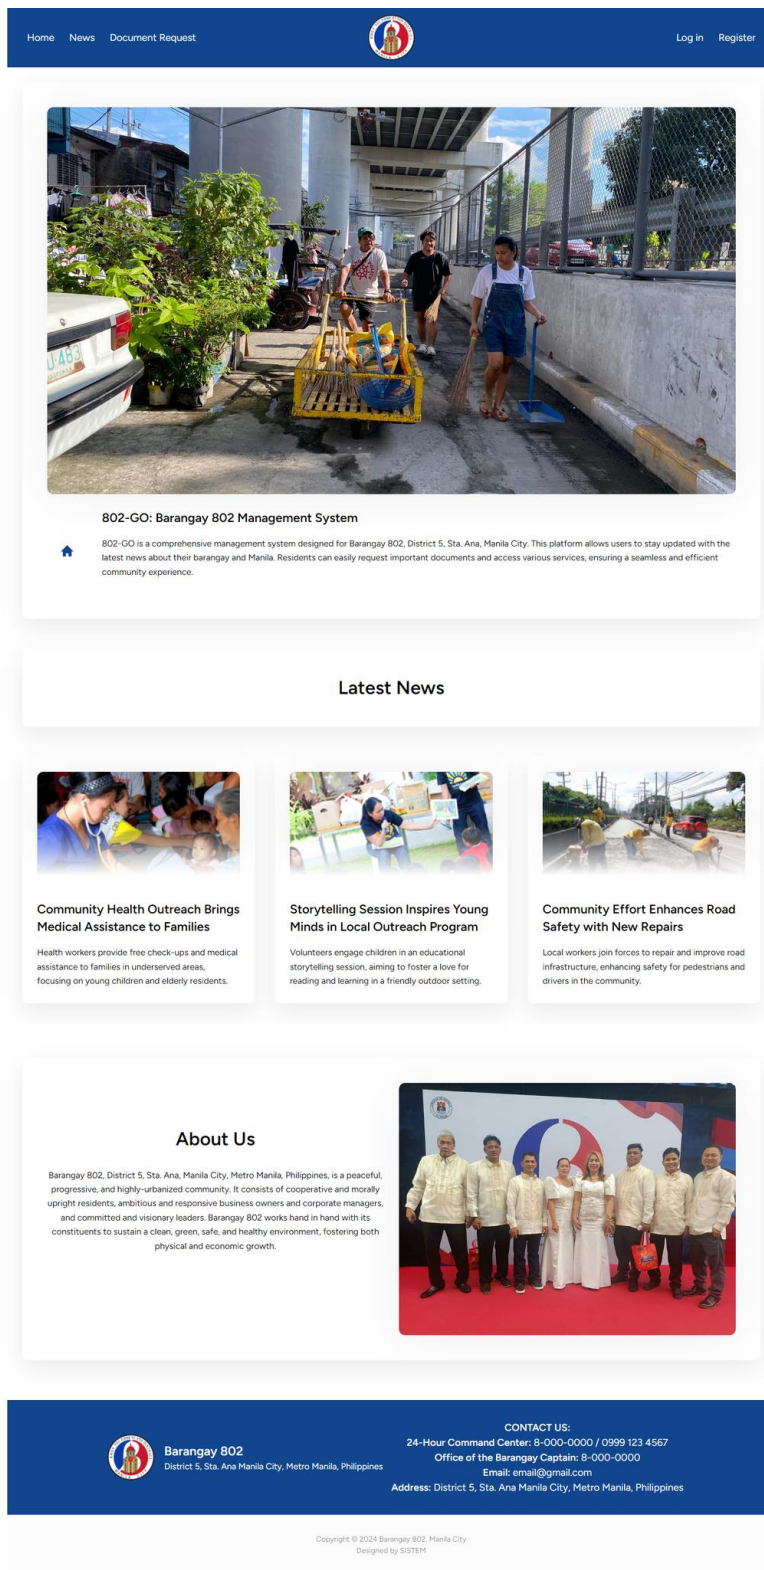 Home News Document Request
Log in Register
802-GO: Barangay 802 Management System
802-GO is a comprehensive management system designed for Barangay 802, District 5, Sta. Ana, Manila City. This platform allows users to stay updated with the
latest news about their barangay and Manila. Residents can easily request important documents and access various services, ensuring a seamless and efficient
community experience.
Latest News
Community Health Outreach Brings
Medical Assistance to Families
Health workers provide free check-ups and medical
assistance to families in underserved areas,
focusing on young children and elderly residents.
Storytelling Session Inspires Young
Minds in Local Outreach Program
Volunteers engage children in an educational
storytelling session, aiming to foster a love for
reading and learning in a friendly outdoor setting.
Community Effort Enhances Road
Safety with New Repairs
Local workers join forces to repair and improve road
infrastructure, enhancing safety for pedestrians and
drivers in the community.
About Us
Barangay 802, District 5, Sta. Ana, Manila City, Metro Manila, Philippines, is a peaceful,
progressive, and highly-urbanized community. It consists of cooperative and morally
upright residents, ambitious and responsive business owners and corporate managers,
and committed and visionary leaders. Barangay 802 works hand in hand with its
constituents to sustain a clean, green, safe, and healthy environment, fostering both
physical and economic growth.
Barangay 802
District 5, Sta. Ana Manila City, Metro Manila, Philippines
CONTACT US:
24-Hour Command Center: 8-000-0000 / 0999 123 4567
Office of the Barangay Captain: 8-000-0000
Email: email@gmail.com
Address: District 5, Sta. Ana Manila City, Metro Manila, Philippines
Copyright © 2024 Barangay 802, Manila City
Designed by SISTEM